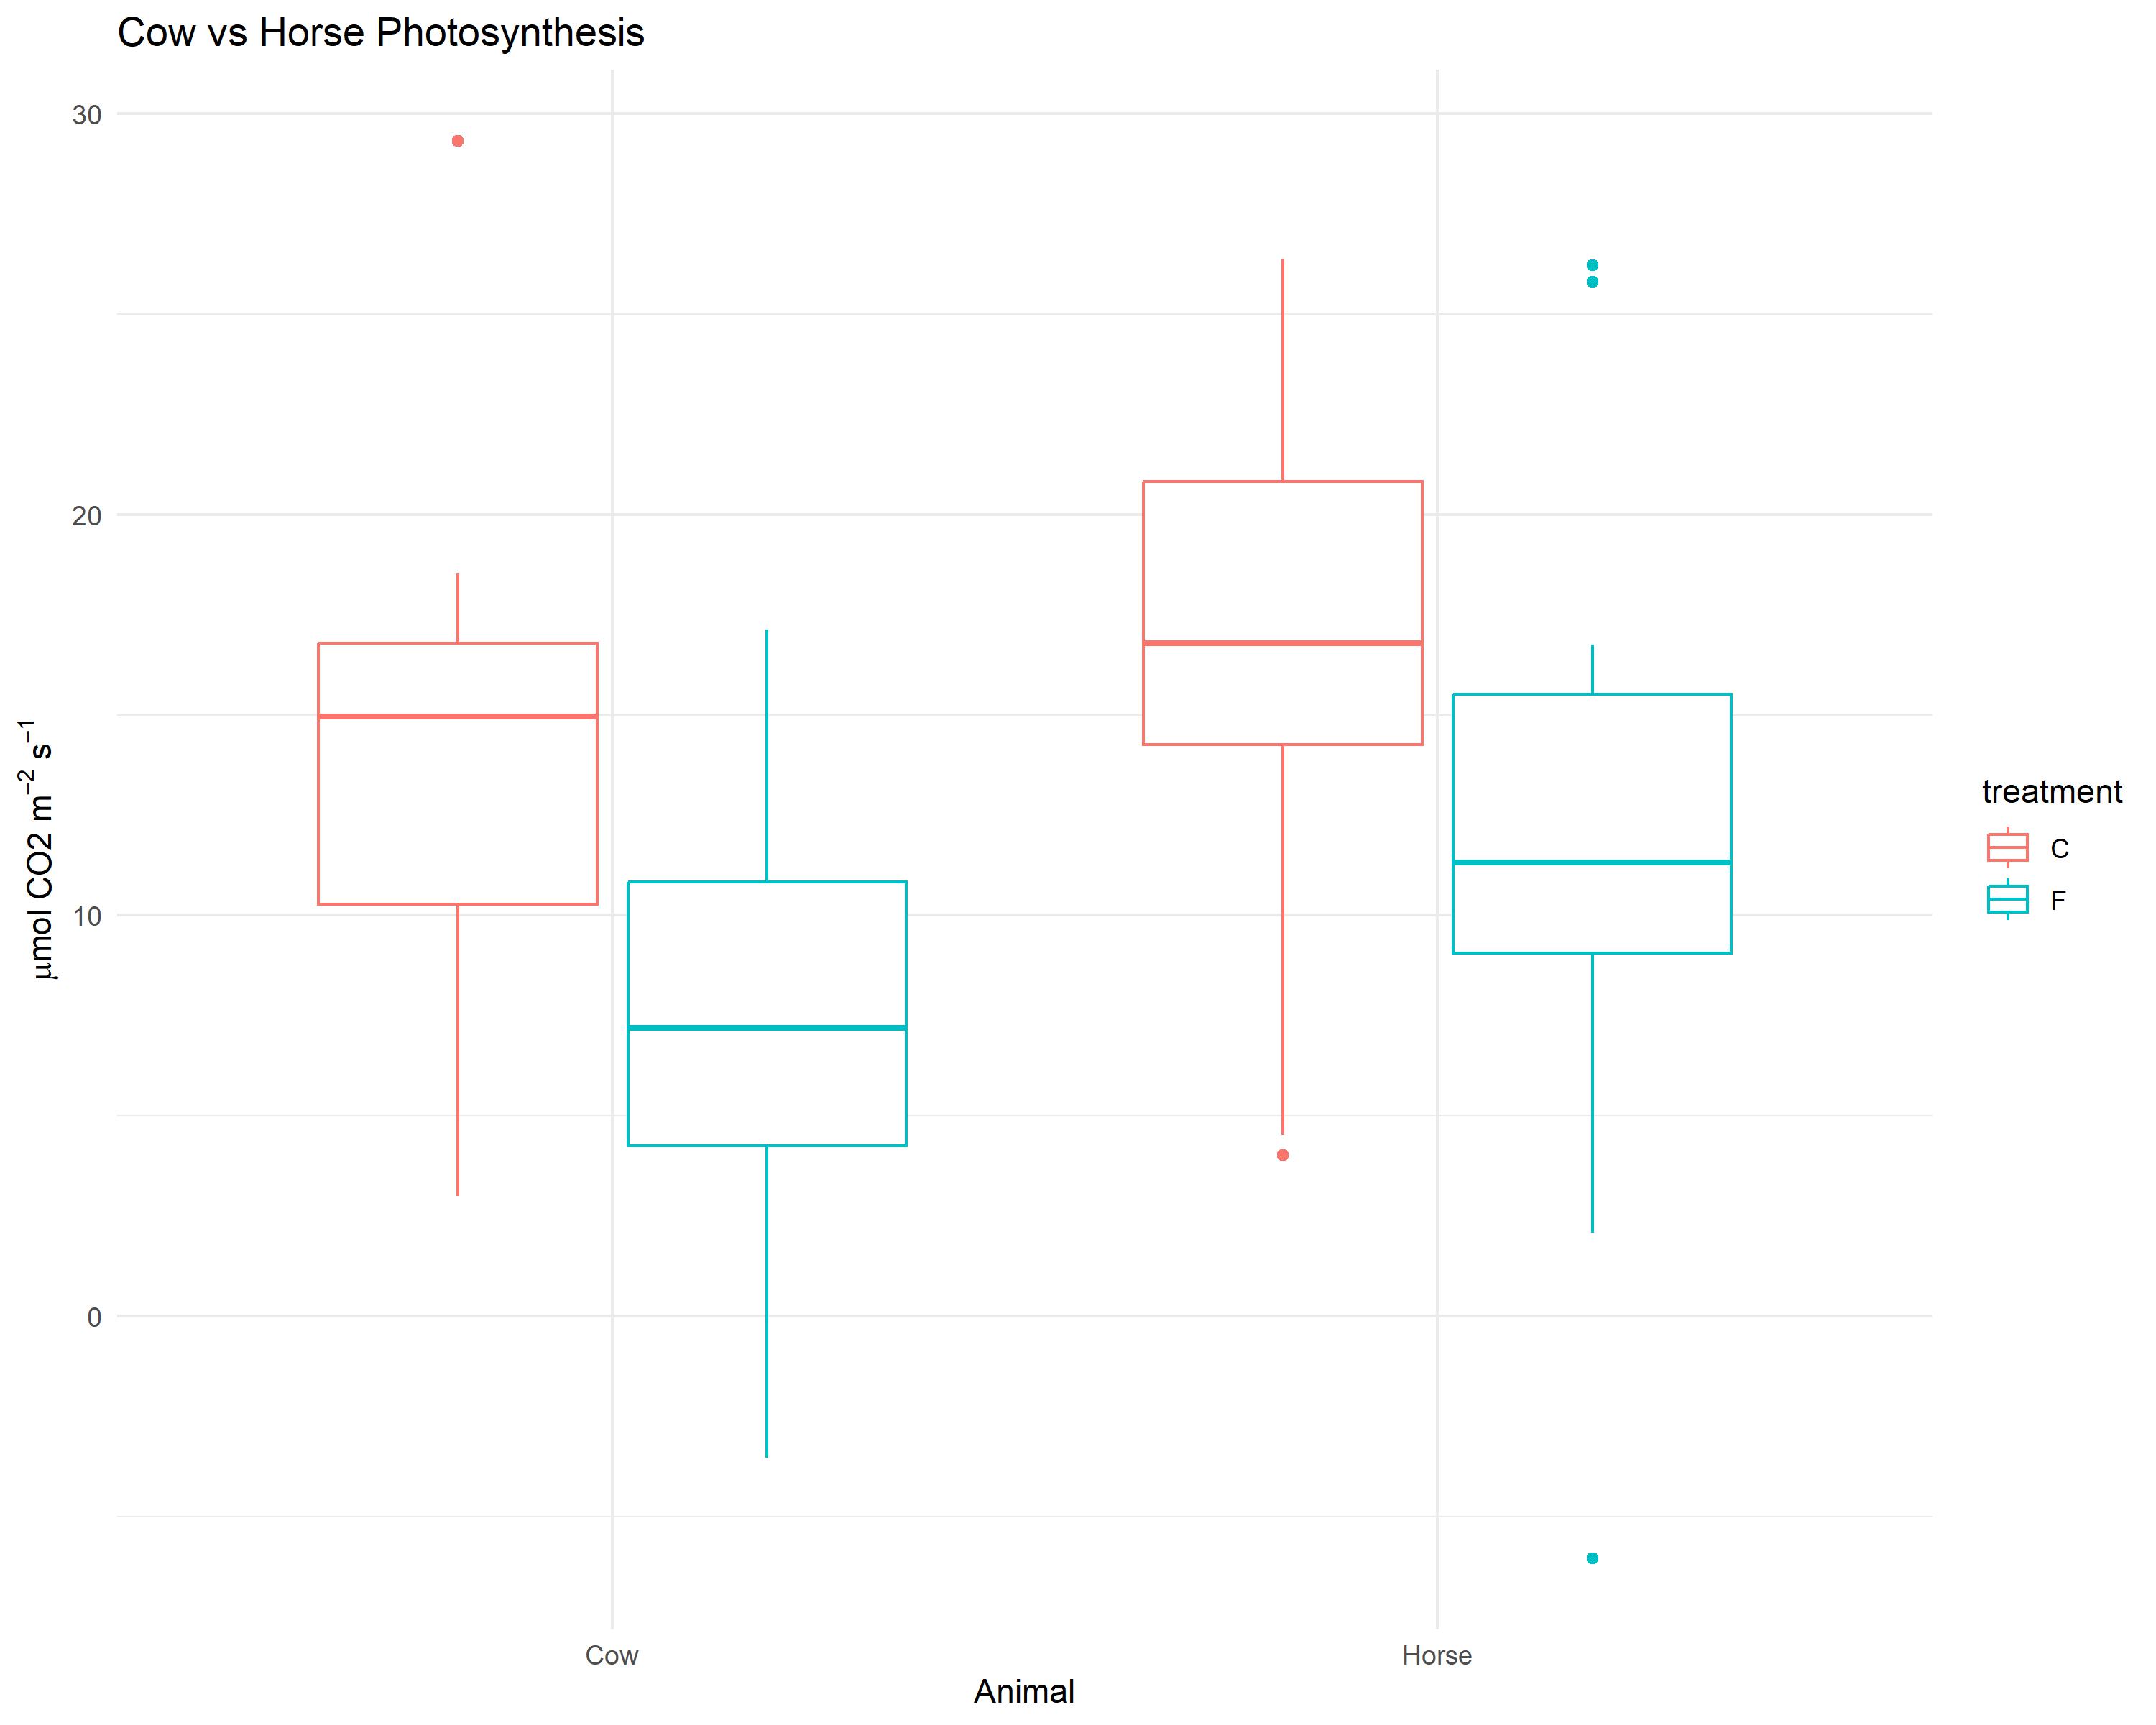 Cow vs Horse Photosynthesis
30
20
10
0
μmol CO2 m⁻² s⁻¹
Cow
Horse
Animal
treatment
C
F